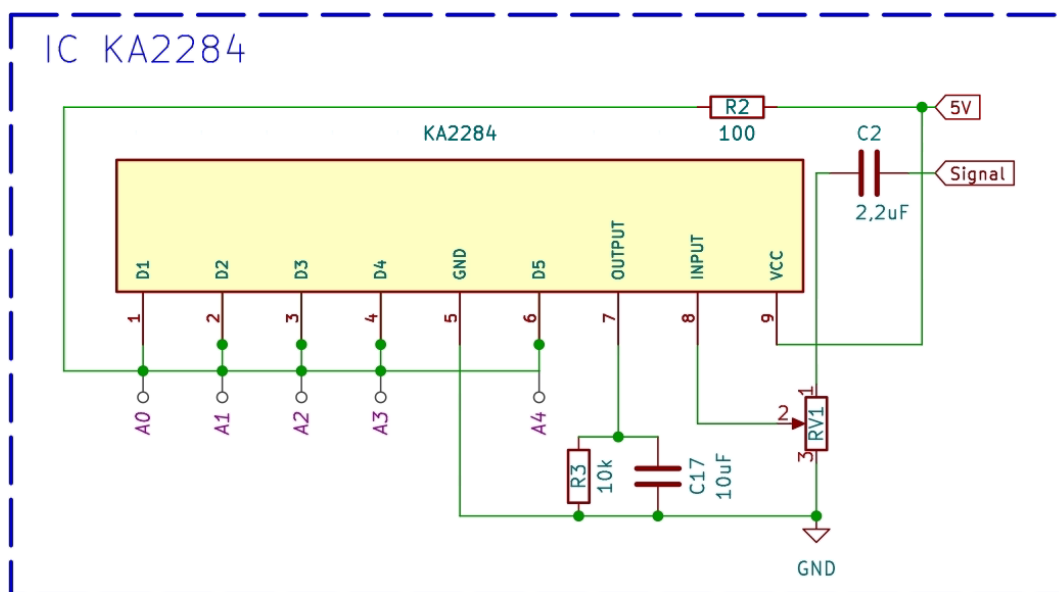 IC KA2284
R2
100
5V
KA2284
C2
Signal
2,2uF
D1
D2
D3
D4
GND
D5
OUTPUT
INPUT
VCC
1
2
3
4
5
6
7
8
9
A0
A1
A2
A3
A4
1
2
RV1
3
R3
10k
C17
10uF
GND